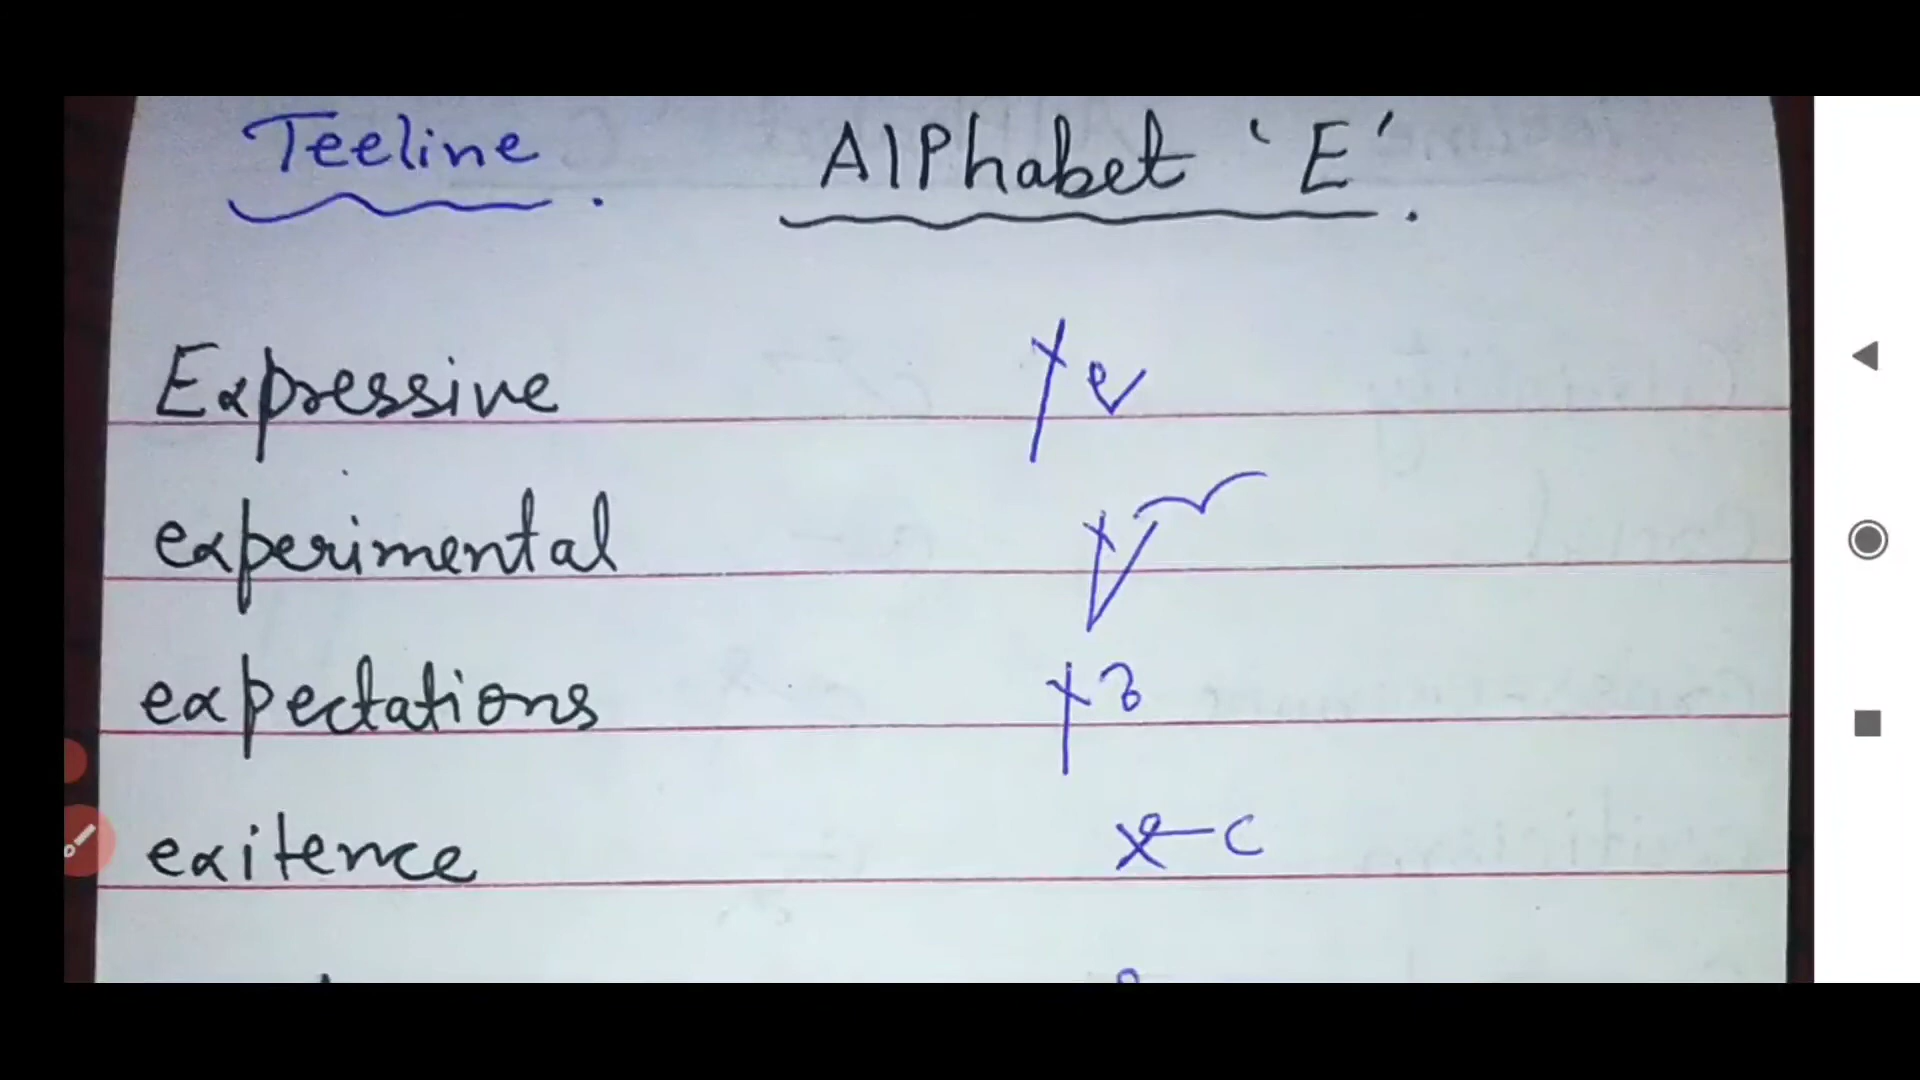 Teeline. Alphabet 'E'.
Expressive
experimental
expectations
exitence